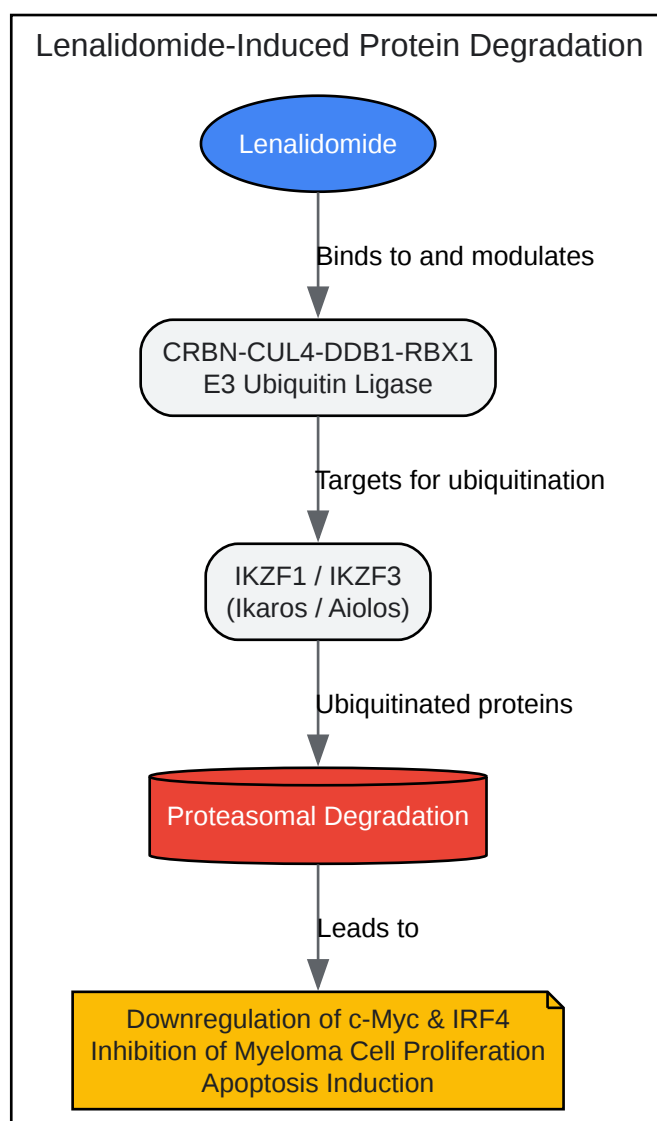 Lenalidomide-Induced Protein Degradation
Lenalidomide
Binds to and modulates
CRBN-CUL4-DDB1-RBX1
E3 Ubiquitin Ligase
Targets for ubiquitination
IKZF1 / IKZF3
(Ikaros / Aiolos)
Ubiquitinated proteins
Proteasomal Degradation
Leads to
Downregulation of c-Myc & IRF4
Inhibition of Myeloma Cell Proliferation
Apoptosis Induction